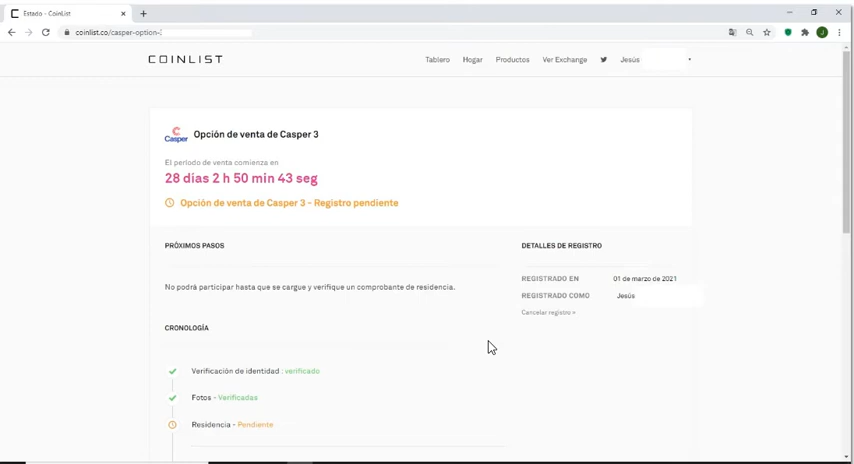 Estado - CoinList
coinlist.co/casper-option-
J
COINLIST
Tablero Hogar Productos Ver Exchange Jesús
Casper
Opción de venta de Casper 3
El período de venta comienza en
28 días 2 h 50 min 43 seg
Opción de venta de Casper 3 - Registro pendiente
PRÓXIMOS PASOS
No podrá participar hasta que se cargue y verifique un comprobante de residencia.
DETALLES DE REGISTRO
REGISTRADO EN 01 de marzo de 2021
REGISTRADO COMO Jesús
Cancelar registro »
CRONOLOGÍA
Verificación de identidad : verificado
Fotos - Verificadas
Residencia - Pendiente